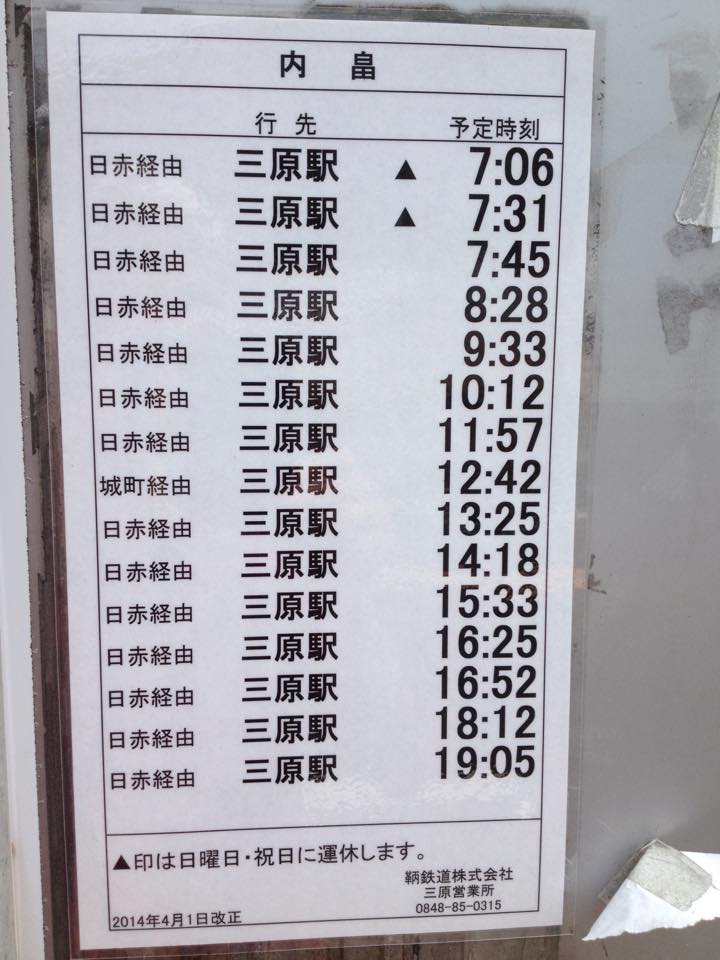 内 畠
行先 予定時刻
日赤経由 三原駅 ▲ 7:06
日赤経由 三原駅 ▲ 7:31
日赤経由 三原駅 7:45
日赤経由 三原駅 8:28
日赤経由 三原駅 9:33
日赤経由 三原駅 10:12
日赤経由 三原駅 11:57
城町経由 三原駅 12:42
日赤経由 三原駅 13:25
日赤経由 三原駅 14:18
日赤経由 三原駅 15:33
日赤経由 三原駅 16:25
日赤経由 三原駅 16:52
日赤経由 三原駅 18:12
日赤経由 三原駅 19:05
▲印は日曜日・祝日に運休します。
鞆鉄道株式会社
三原営業所
0848-85-0315
2014年4月1日改正